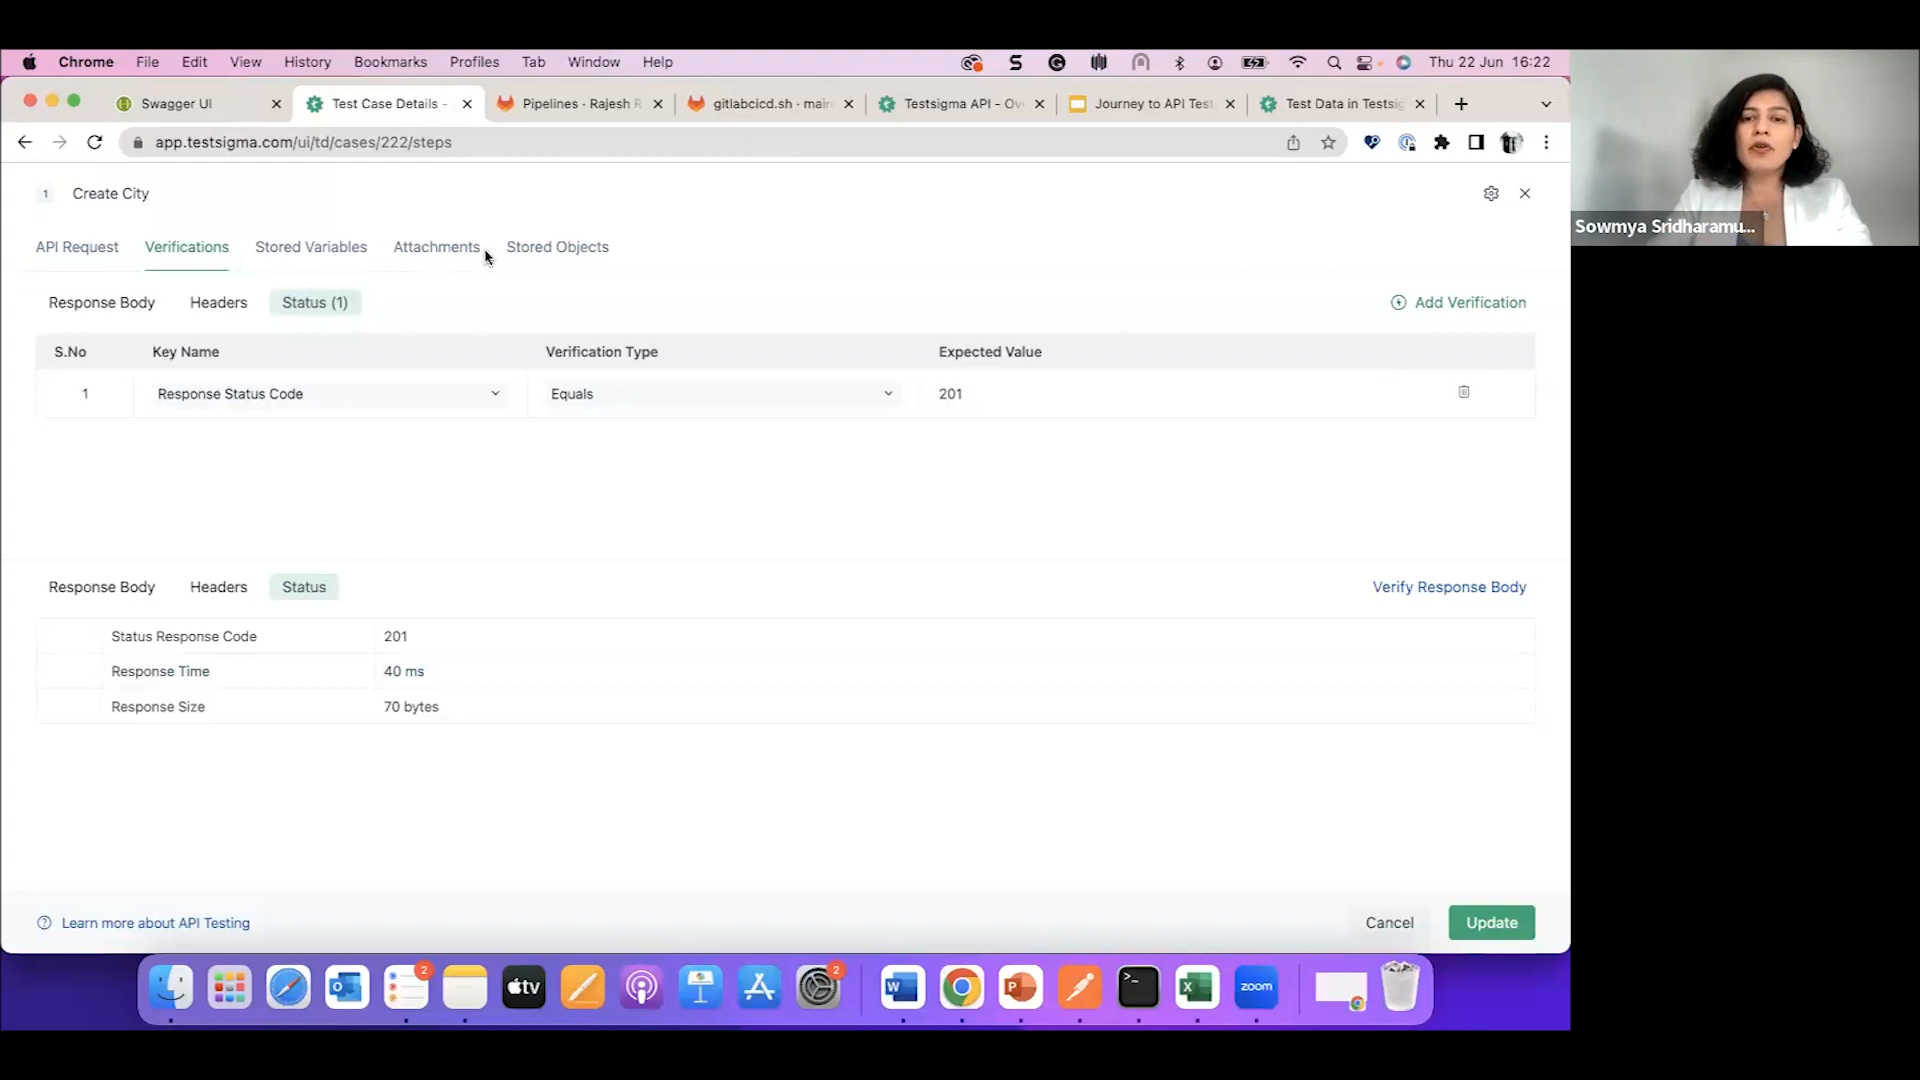 Chrome File Edit View History Bookmarks Profiles Tab Window Help Thu 22 Jun 16:22
Swagger UI Test Case Details - Pipelines · Rajesh R gitlabcicd.sh · main Testsigma API - Ov Journey to API Test Test Data in Testsig
app.testsigma.com/ui/td/cases/222/steps
1 Create City
API Request Verifications Stored Variables Attachments Stored Objects
Response Body Headers Status (1) Add Verification
S.No Key Name Verification Type Expected Value
1 Response Status Code Equals 201
Response Body Headers Status Verify Response Body
Status Response Code 201
Response Time 40 ms
Response Size 70 bytes
Learn more about API Testing Cancel Update
2 tv 2 W P X zoom
Sowmya Sridharamu...